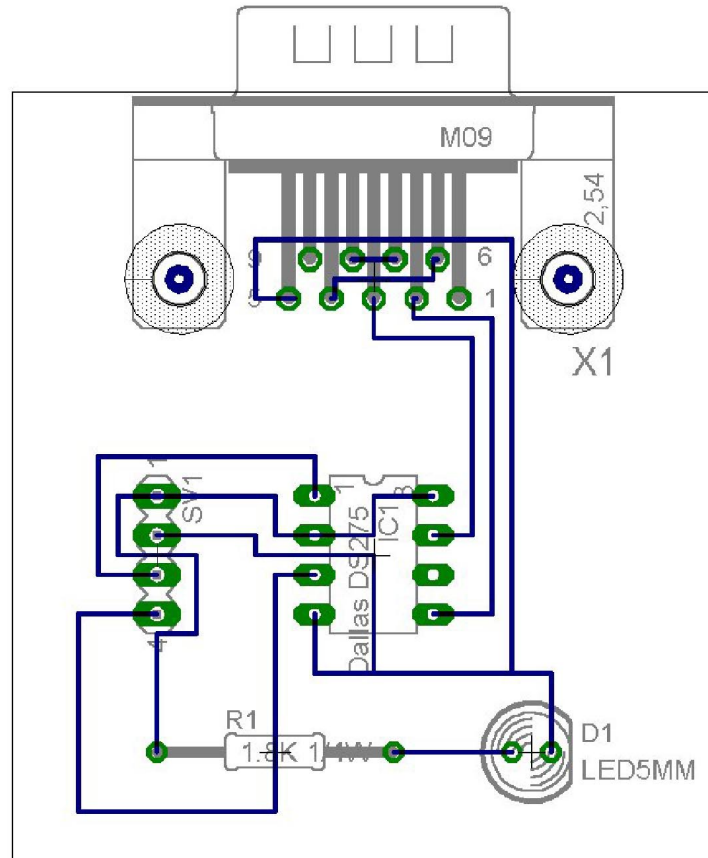 M09
2,54
9
6
5
1
X1
1
SV1
1
8
IC1
Dallas DS275
4
R1
1.8K 1/4W
D1
LED5MM